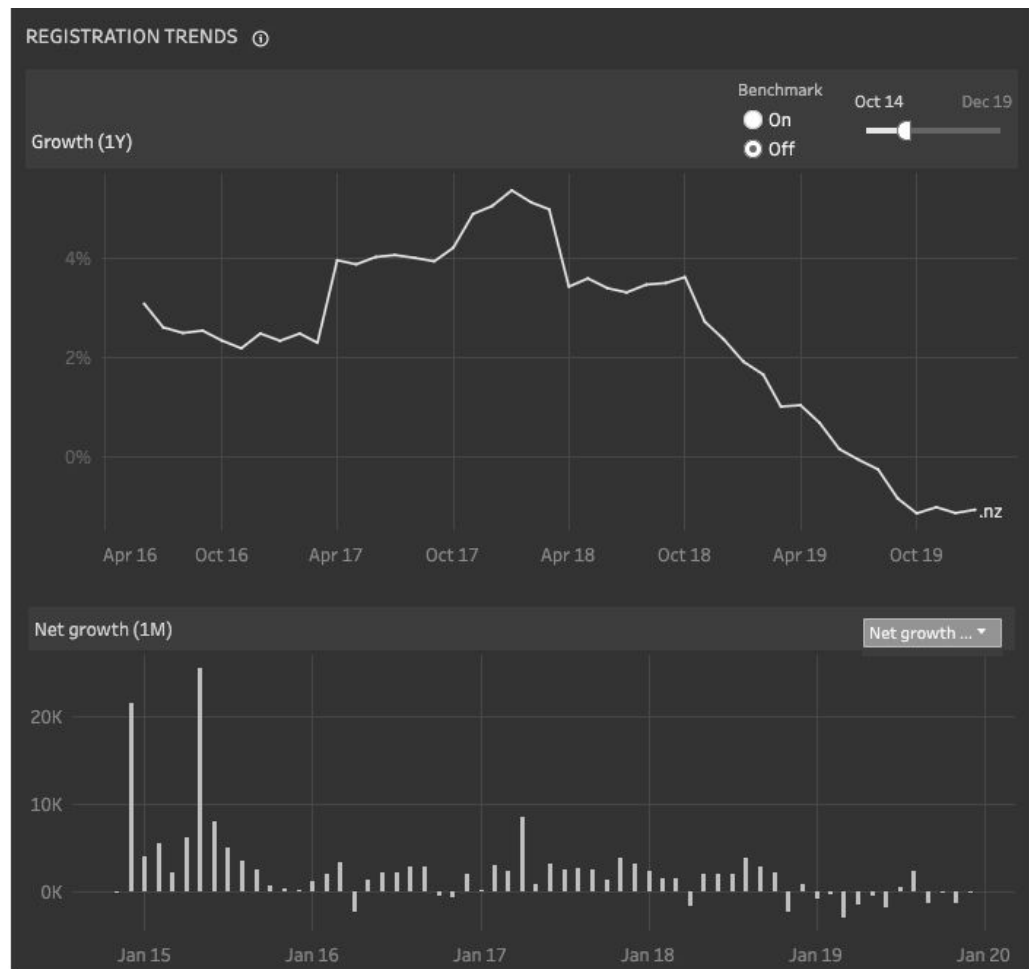 REGISTRATION TRENDS
Benchmark
Oct 14 Dec 19
On
Growth (1Y)
Off
4%
2%
0%
.nz
Apr 16 Oct 16 Apr 17 Oct 17 Apr 18 Oct 18 Apr 19 Oct 19
Net growth (1M)
Net growth ...
20K
10K
0K
Jan 15 Jan 16 Jan 17 Jan 18 Jan 19 Jan 20